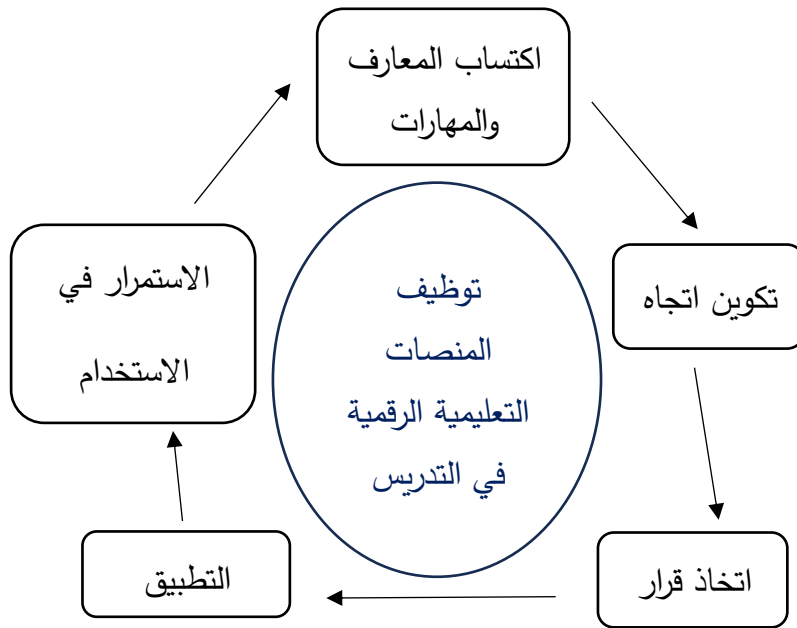 اكتساب المعارف
والمهارات
تكوين اتجاه
اتخاذ قرار
التطبيق
الاستمرار في
الاستخدام
توظيف
المنصات
التعليمية الرقمية
في التدريس